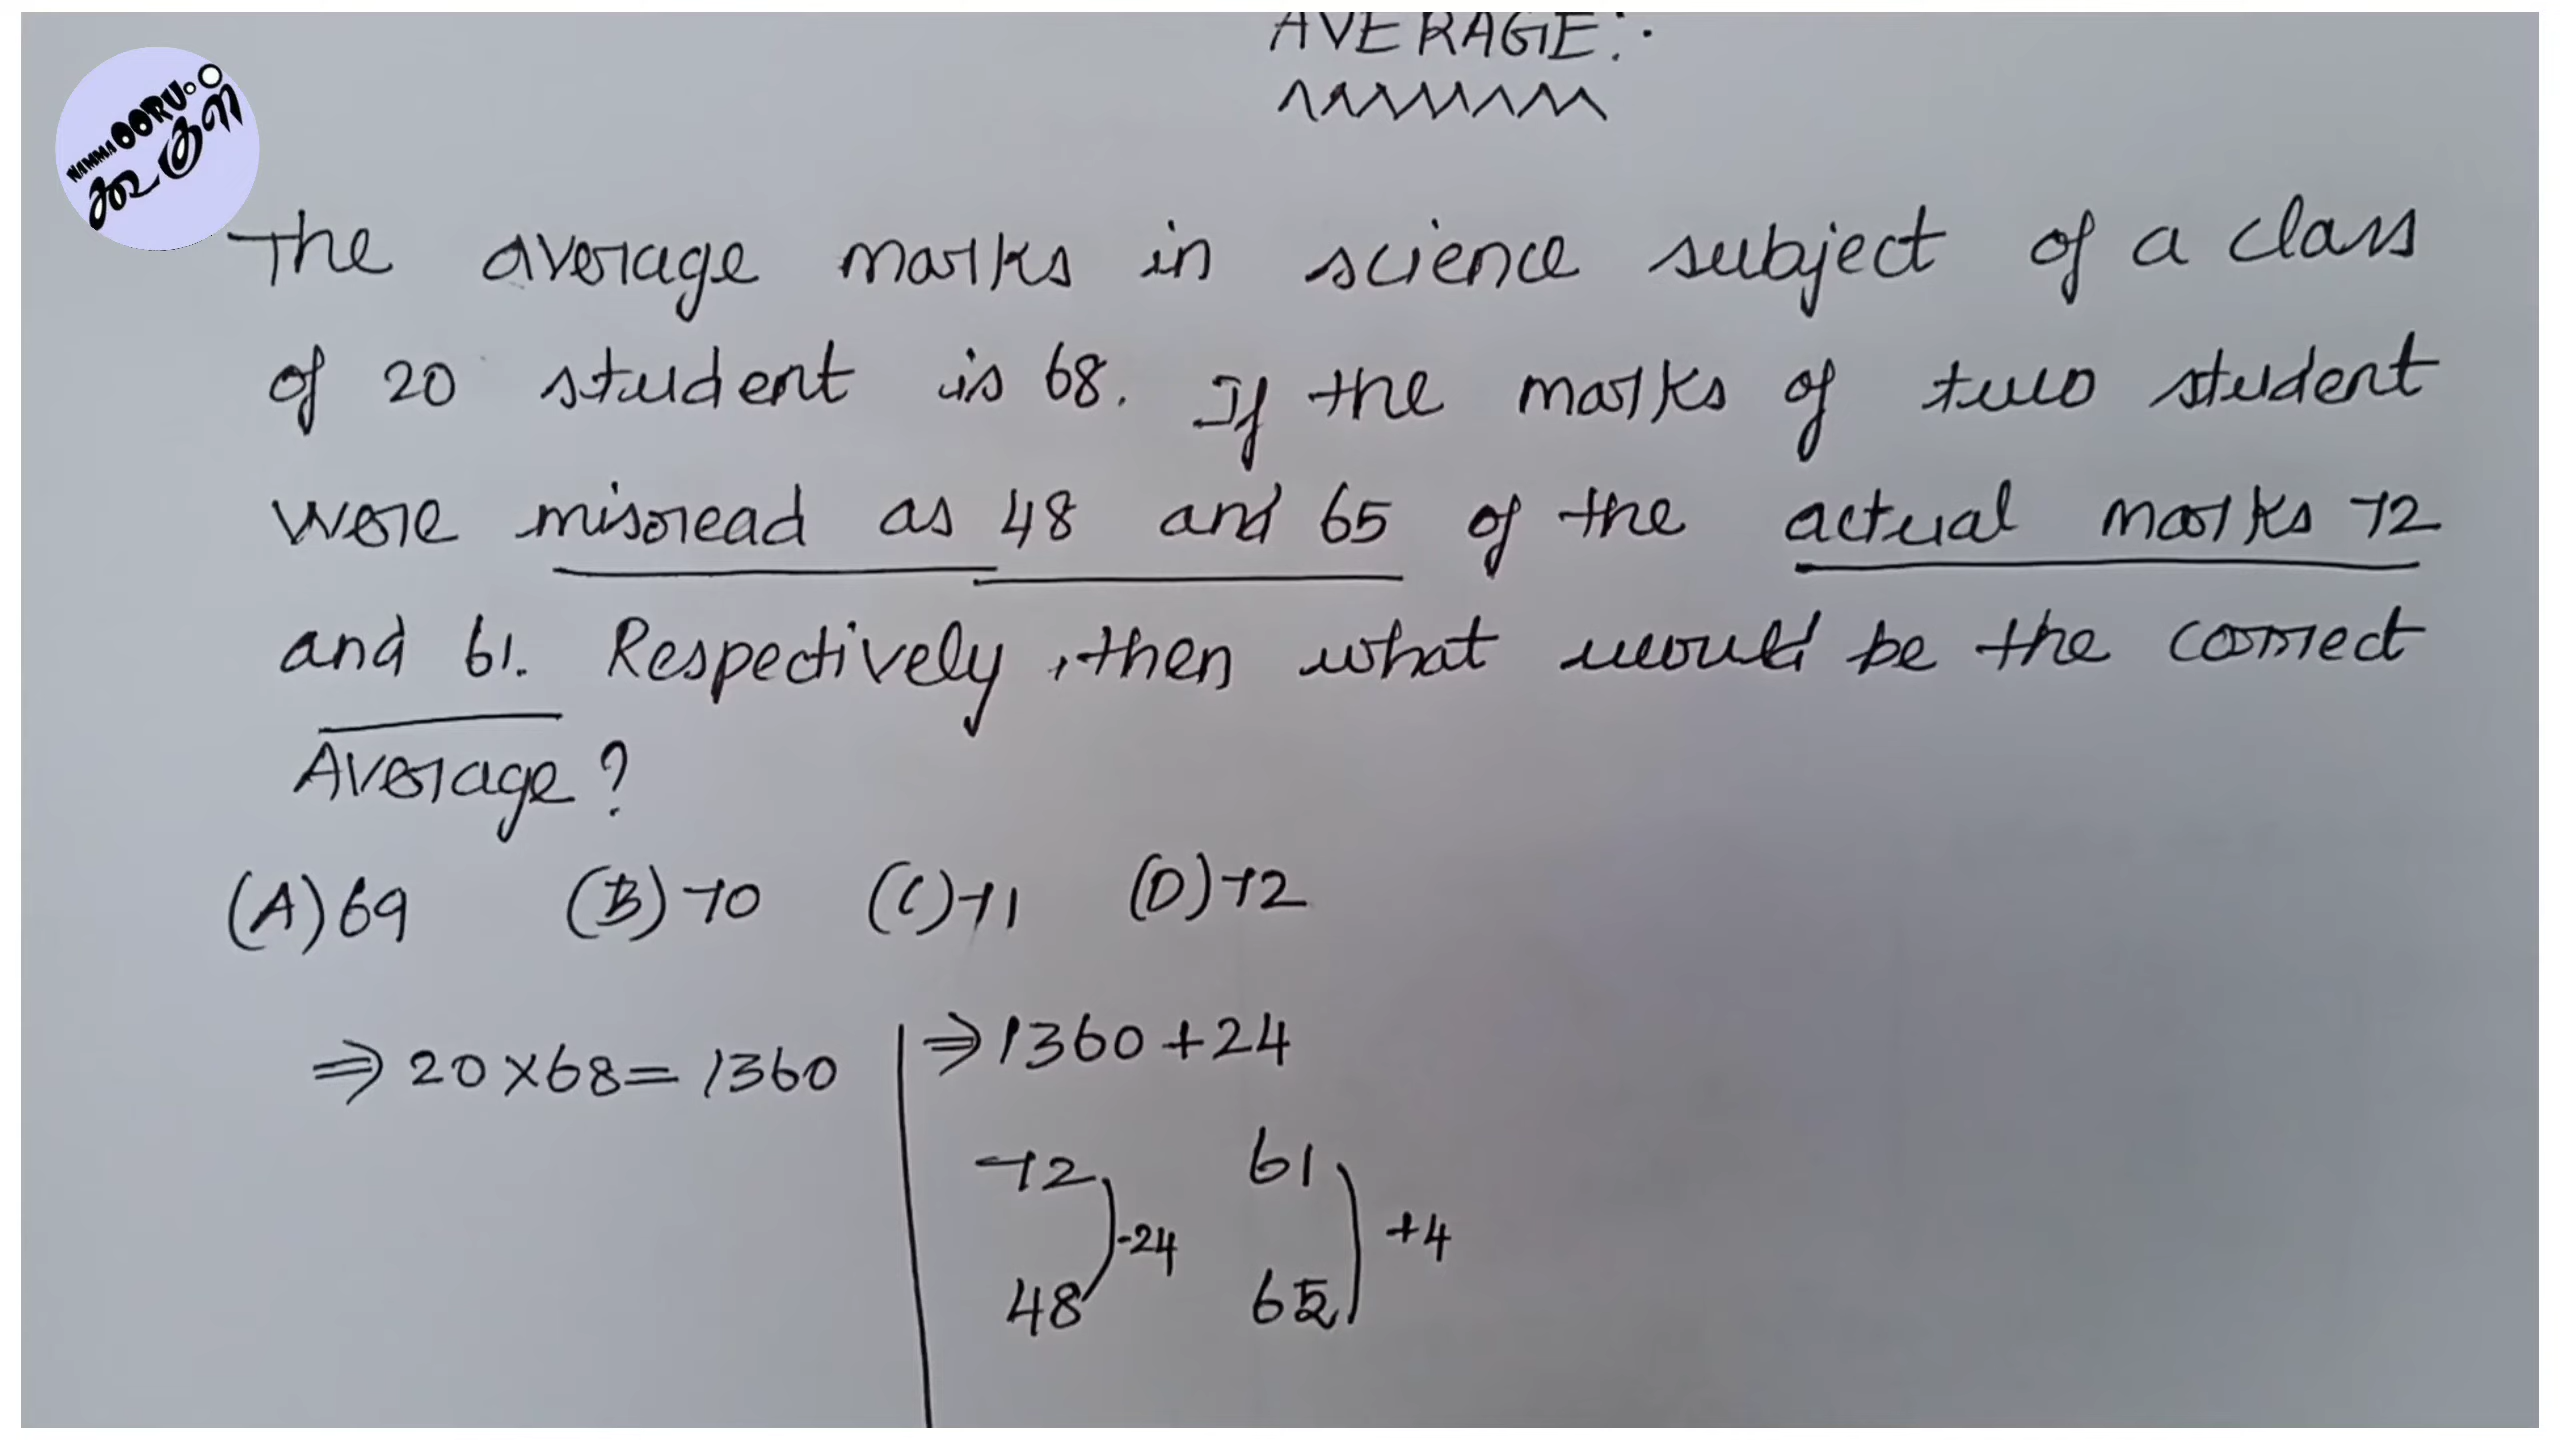 AVERAGE:-
NAMMA OORU
The average marks in science subject of a class
of 20 student is 68. If the marks of two student
were misread as 48 and 65 of the actual marks 72
and 61. Respectively, then what would be the correct
Average?
(A) 69 (B) 70 (C) 71 (D) 72
⇒ 20 × 68 = 1360
⇒ 1360 + 24
72 61
-24 +4
48 65